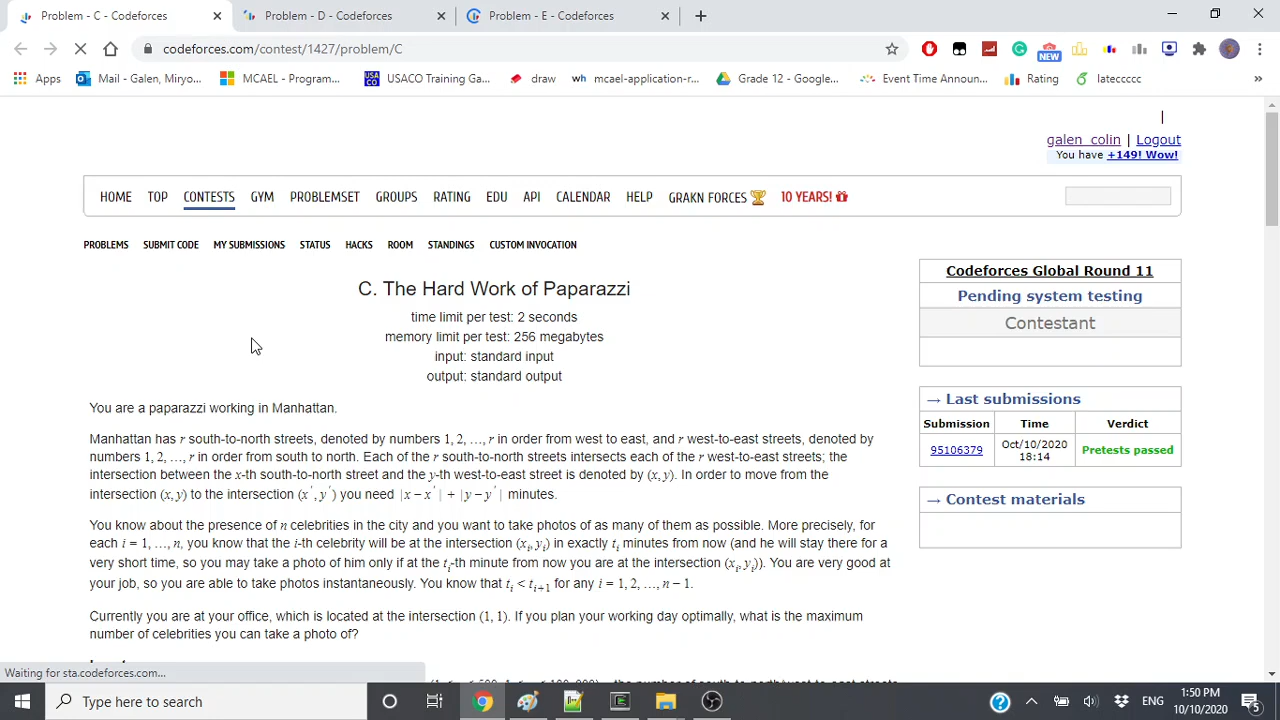 Problem - C - Codeforces
Problem - D - Codeforces
Problem - E - Codeforces
codeforces.com/contest/1427/problem/C
NEW
Apps
Mail - Galen, Miryo...
MCAEL - Program...
USACO Training Ga...
draw
mcael-application-r...
Grade 12 - Google...
Event Time Announ...
Rating
lateccccc
»
|
galen_colin | Logout
You have +149! Wow!
HOME TOP CONTESTS GYM PROBLEMSET GROUPS RATING EDU API CALENDAR HELP GRAKN FORCES 10 YEARS!
PROBLEMS SUBMIT CODE MY SUBMISSIONS STATUS HACKS ROOM STANDINGS CUSTOM INVOCATION
C. The Hard Work of Paparazzi
time limit per test: 2 seconds
memory limit per test: 256 megabytes
input: standard input
output: standard output
You are a paparazzi working in Manhattan.
Manhattan has r south-to-north streets, denoted by numbers 1, 2, ..., r in order from west to east, and r west-to-east streets, denoted by
numbers 1, 2, ..., r in order from south to north. Each of the r south-to-north streets intersects each of the r west-to-east streets; the
intersection between the x-th south-to-north street and the y-th west-to-east street is denoted by (x, y). In order to move from the
intersection (x, y) to the intersection (x', y') you need |x − x'| + |y − y'| minutes.
You know about the presence of n celebrities in the city and you want to take photos of as many of them as possible. More precisely, for
each i = 1, ..., n, you know that the i-th celebrity will be at the intersection (xi, yi) in exactly ti minutes from now (and he will stay there for a
very short time, so you may take a photo of him only if at the ti-th minute from now you are at the intersection (xi, yi)). You are very good at
your job, so you are able to take photos instantaneously. You know that ti < ti+1 for any i = 1, 2, ..., n − 1.
Currently you are at your office, which is located at the intersection (1, 1). If you plan your working day optimally, what is the maximum
number of celebrities you can take a photo of?
Codeforces Global Round 11
Pending system testing
Contestant
→ Last submissions
Submission Time Verdict
95106379 Oct/10/2020 18:14 Pretests passed
→ Contest materials
Waiting for sta.codeforces.com...
Type here to search
ENG
1:50 PM
10/10/2020
5